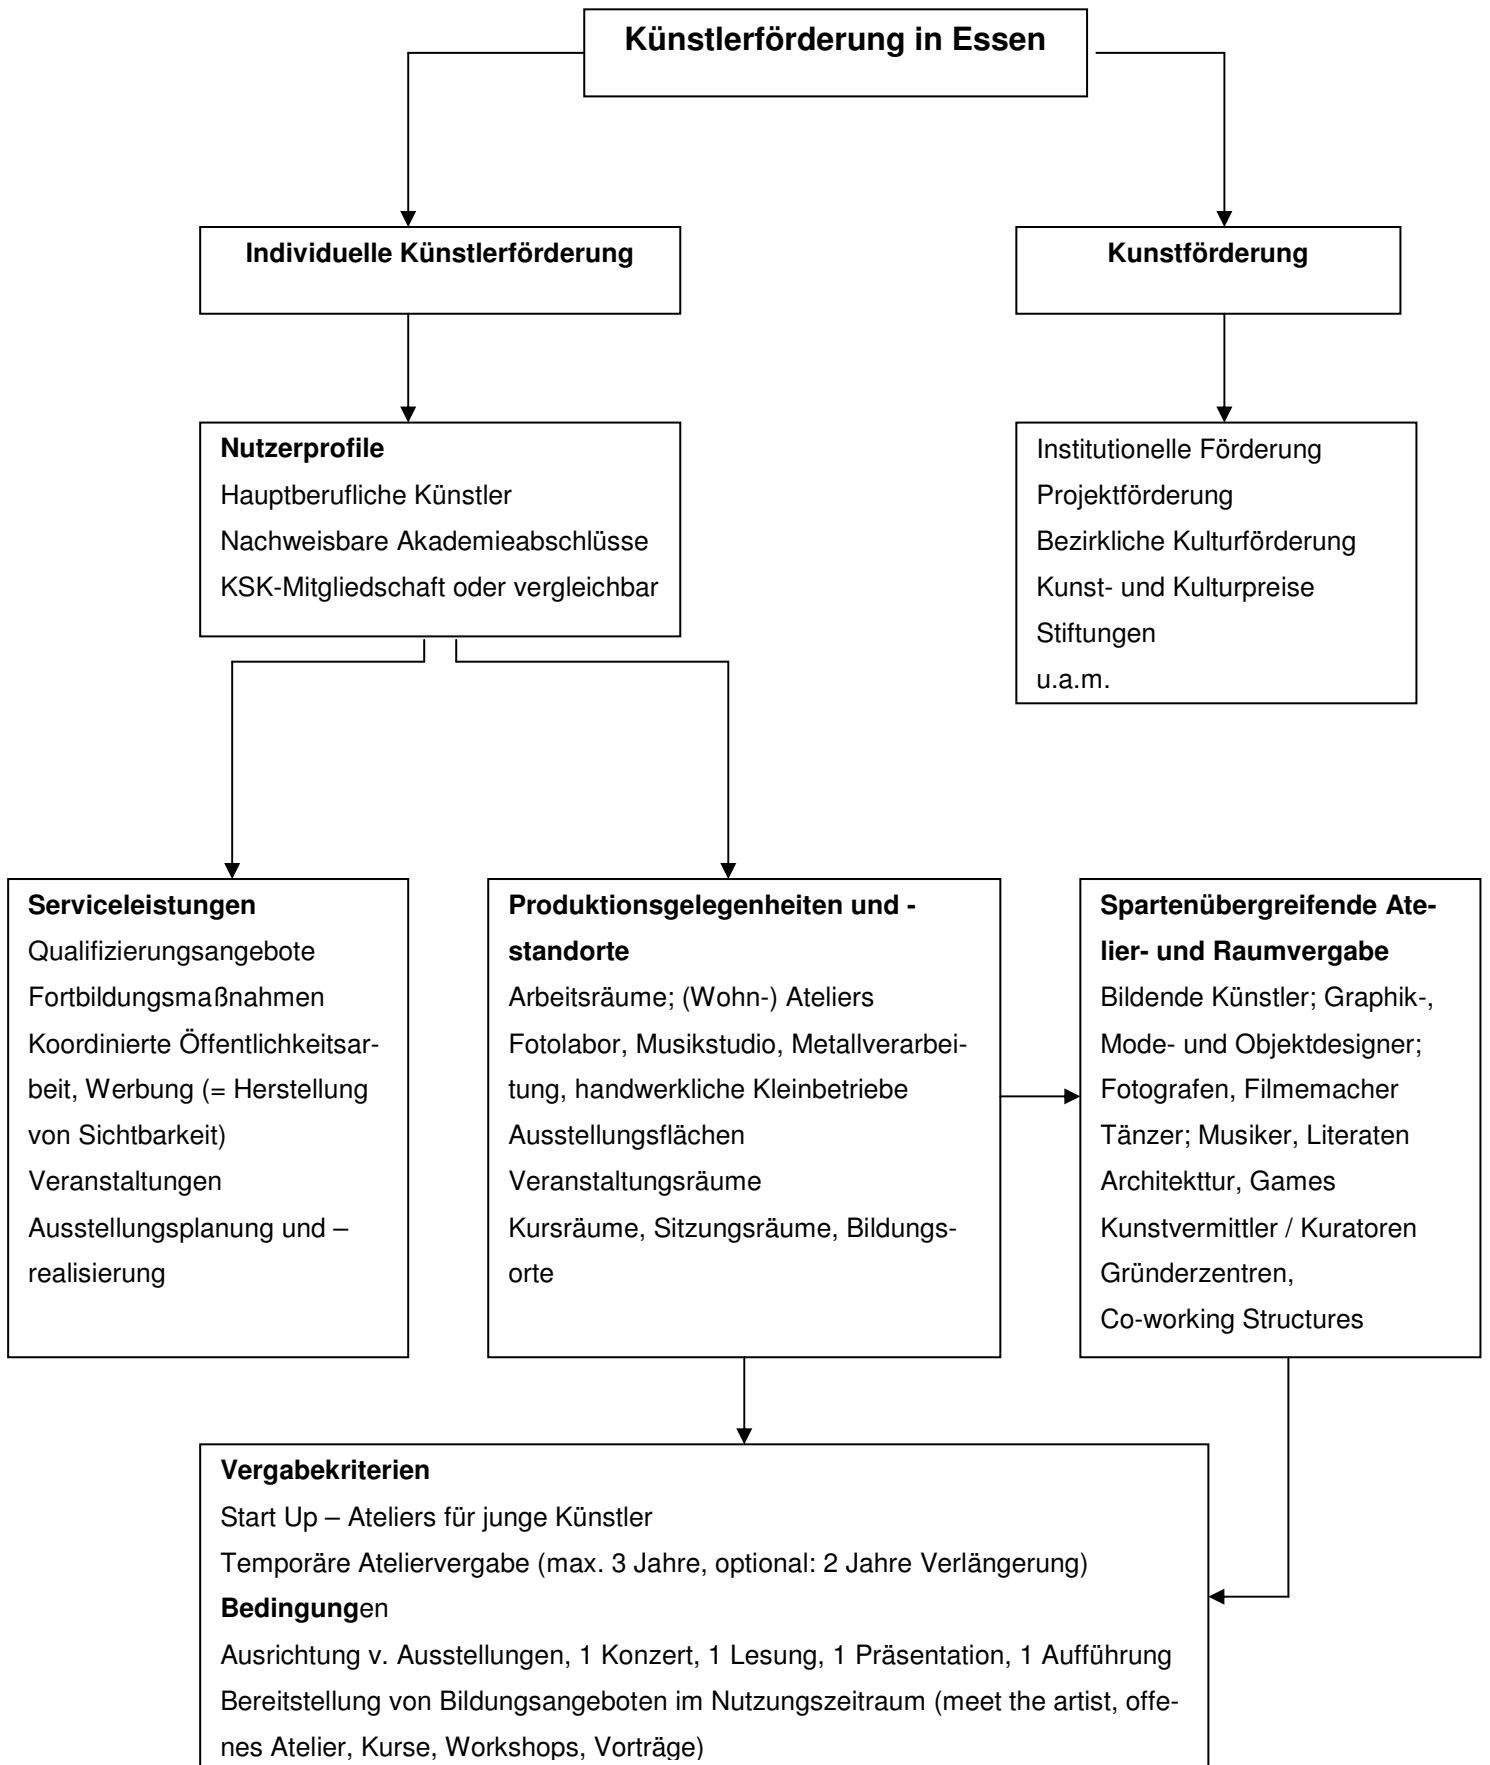 Künstlerförderung in Essen
Individuelle Künstlerförderung
Kunstförderung
Nutzerprofile
Hauptberufliche Künstler
Nachweisbare Akademieabschlüsse
KSK-Mitgliedschaft oder vergleichbar
Institutionelle Förderung
Projektförderung
Bezirkliche Kulturförderung
Kunst- und Kulturpreise
Stiftungen
u.a.m.
Serviceleistungen
Qualifizierungsangebote
Fortbildungsmaßnahmen
Koordinierte Öffentlichkeitsar-
beit, Werbung (= Herstellung
von Sichtbarkeit)
Veranstaltungen
Ausstellungsplanung und –
realisierung
Produktionsgelegenheiten und -
standorte
Arbeitsräume; (Wohn-) Ateliers
Fotolabor, Musikstudio, Metallverarbei-
tung, handwerkliche Kleinbetriebe
Ausstellungsflächen
Veranstaltungsräume
Kursräume, Sitzungsräume, Bildungs-
orte
Spartenübergreifende Ate-
lier- und Raumvergabe
Bildende Künstler; Graphik-,
Mode- und Objektdesigner;
Fotografen, Filmemacher
Tänzer; Musiker, Literaten
Architekttur, Games
Kunstvermittler / Kuratoren
Gründerzentren,
Co-working Structures
Vergabekriterien
Start Up – Ateliers für junge Künstler
Temporäre Ateliervergabe (max. 3 Jahre, optional: 2 Jahre Verlängerung)
Bedingungen
Ausrichtung v. Ausstellungen, 1 Konzert, 1 Lesung, 1 Präsentation, 1 Aufführung
Bereitstellung von Bildungsangeboten im Nutzungszeitraum (meet the artist, offe-
nes Atelier, Kurse, Workshops, Vorträge)